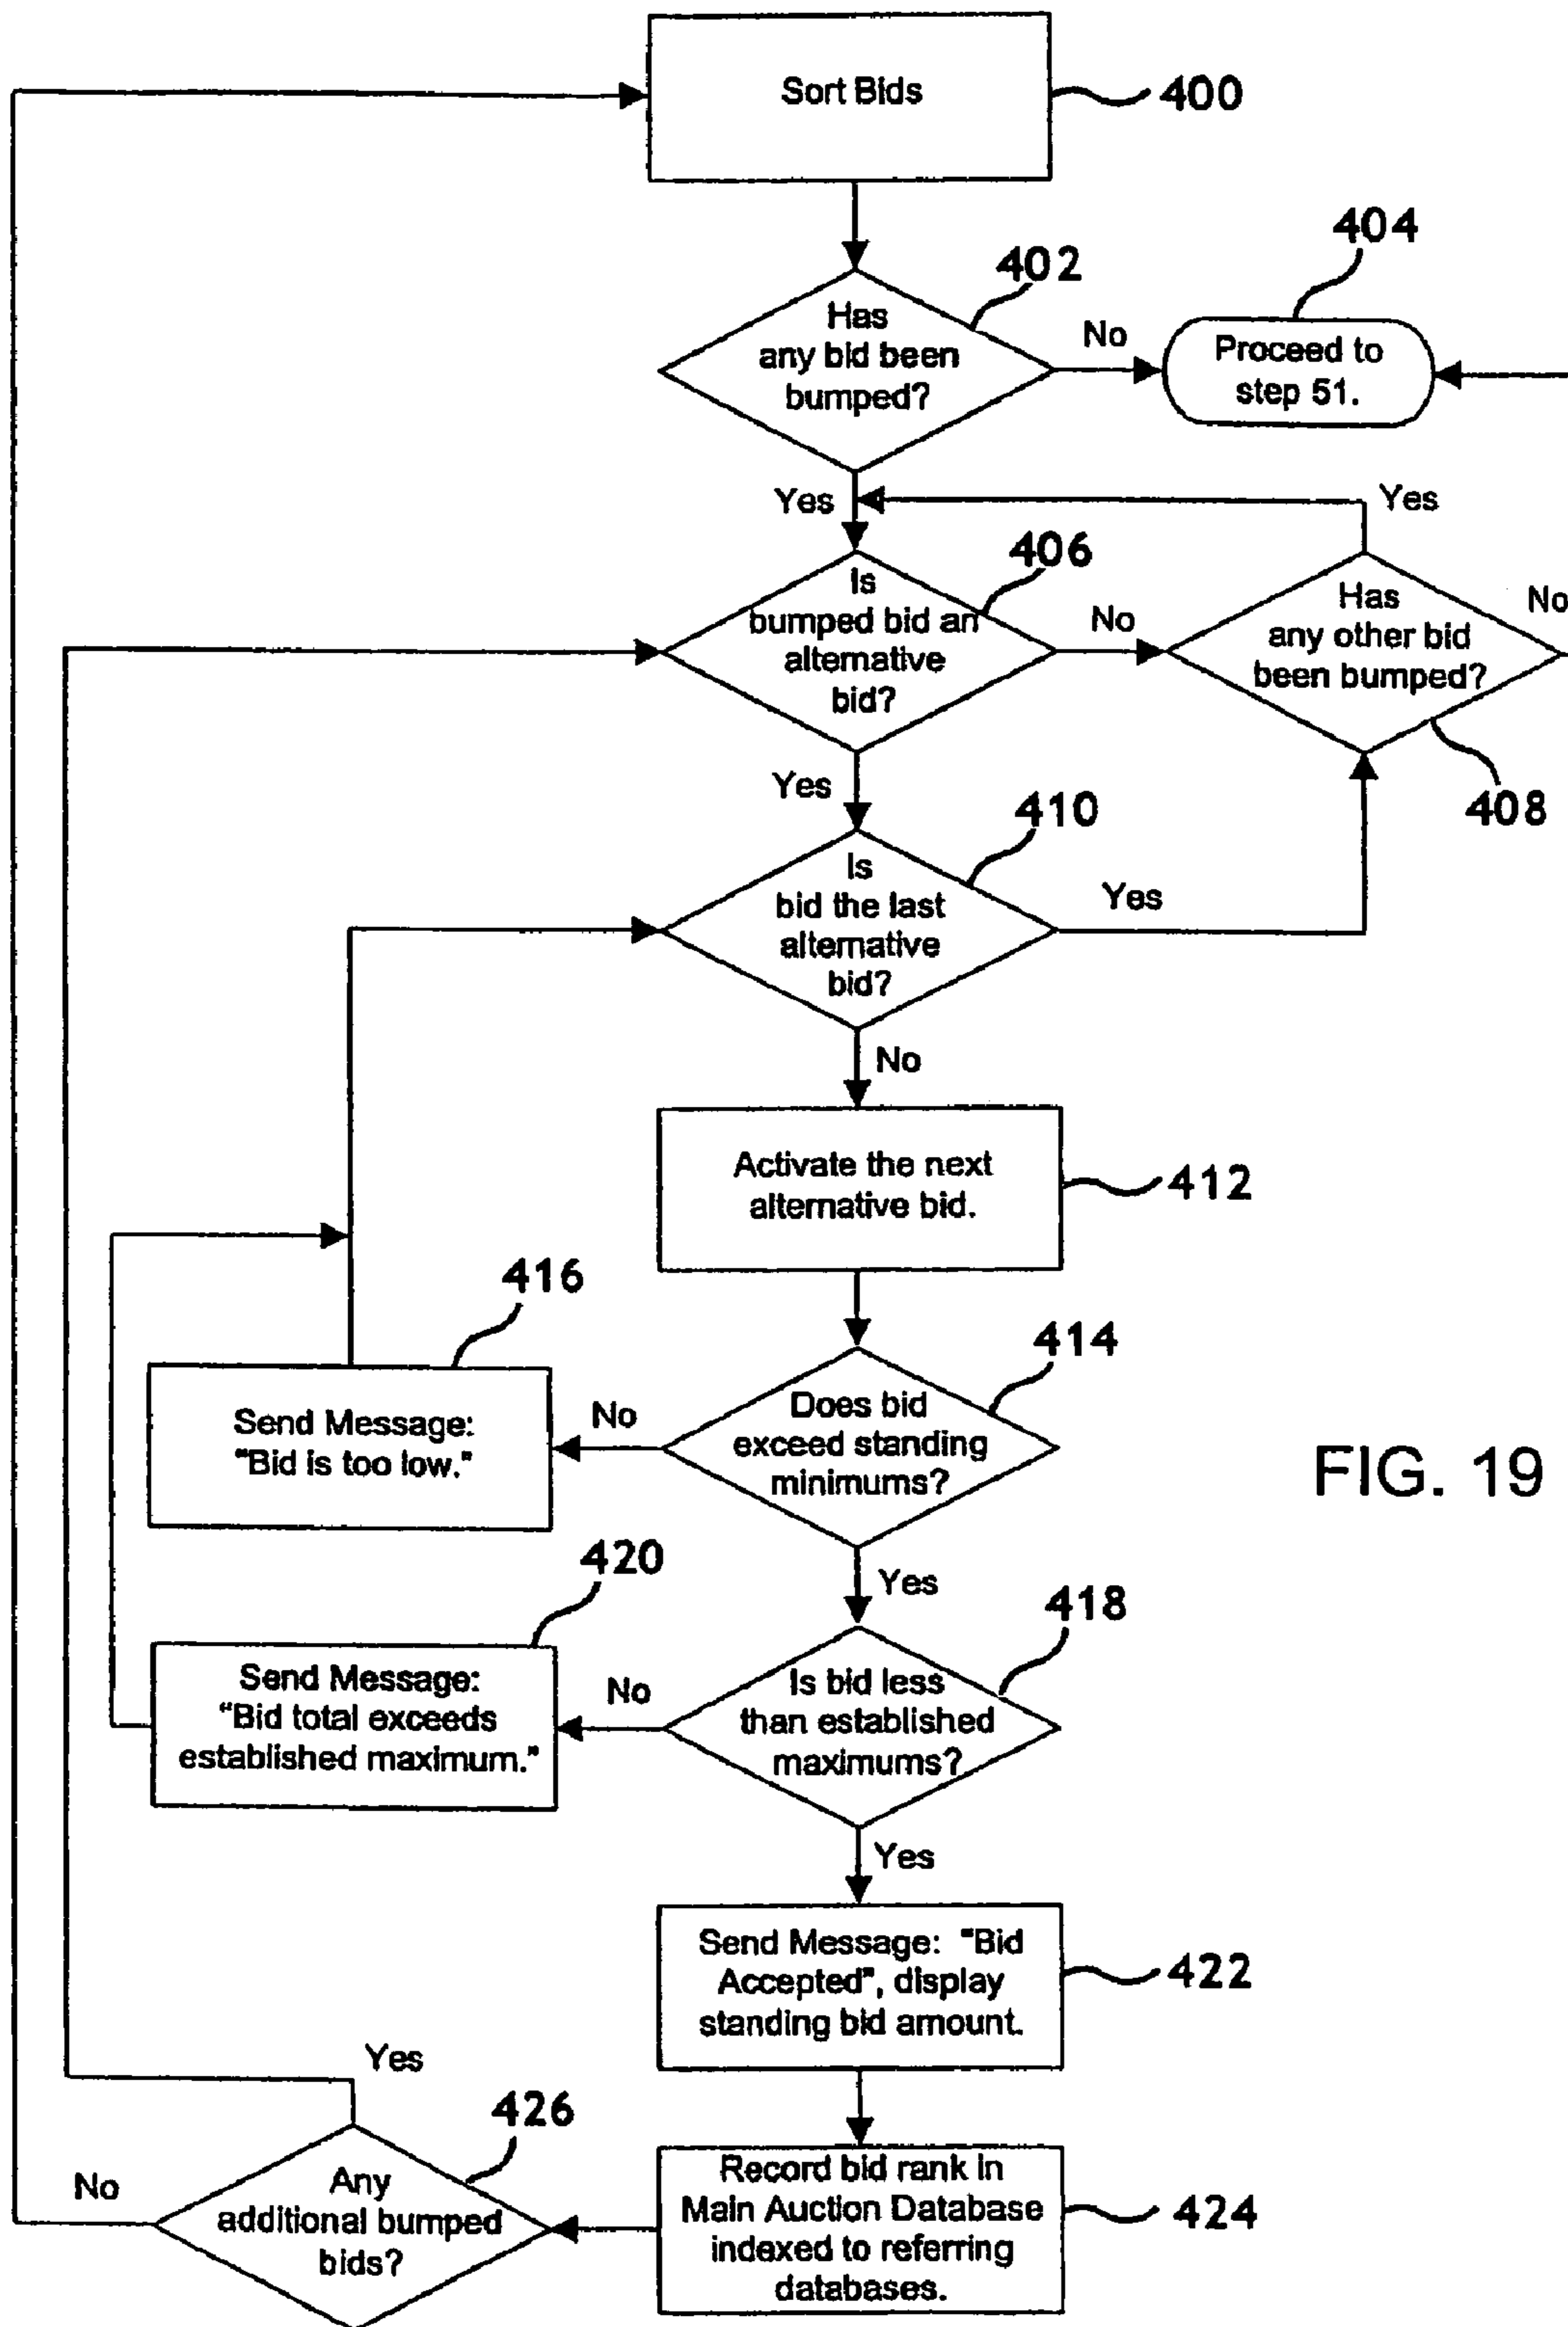 Sort Bids
400
402
404
Has
any bid been
bumped?
No
Proceed to
step 51.
Yes
Yes
406
Is
bumped bid an
alternative
bid?
No
Has
any other bid
been bumped?
No
408
Yes
410
Is
bid the last
alternative
bid?
Yes
No
Activate the next
alternative bid.
412
416
414
Send Message:
"Bid is too low."
No
Does bid
exceed standing
minimums?
FIG. 19
420
Yes
418
Send Message:
"Bid total exceeds
established maximum."
No
Is bid less
than established
maximums?
Yes
Send Message: "Bid
Accepted", display
standing bid amount.
422
Yes
426
No
Any
additional bumped
bids?
Record bid rank in
Main Auction Database
indexed to referring
databases.
424